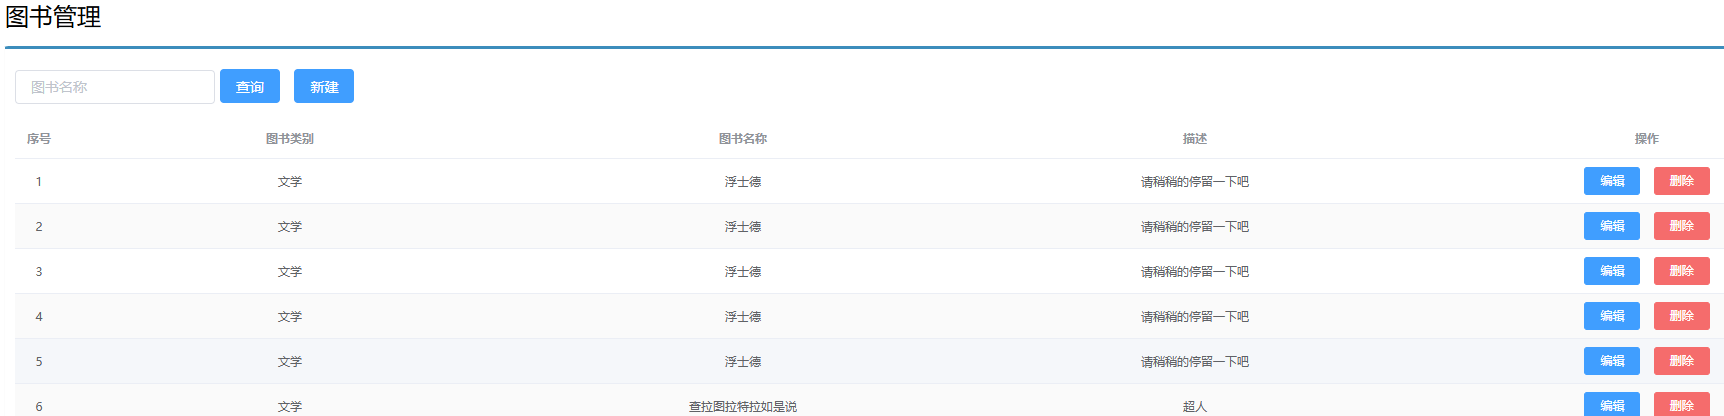 图书管理
图书名称 查询 新建
序号 图书类别 图书名称 描述 操作
1 文学 浮士德 请稍稍的停留一下吧 编辑 删除
2 文学 浮士德 请稍稍的停留一下吧 编辑 删除
3 文学 浮士德 请稍稍的停留一下吧 编辑 删除
4 文学 浮士德 请稍稍的停留一下吧 编辑 删除
5 文学 浮士德 请稍稍的停留一下吧 编辑 删除
6 文学 查拉图拉特拉如是说 超人 编辑 删除